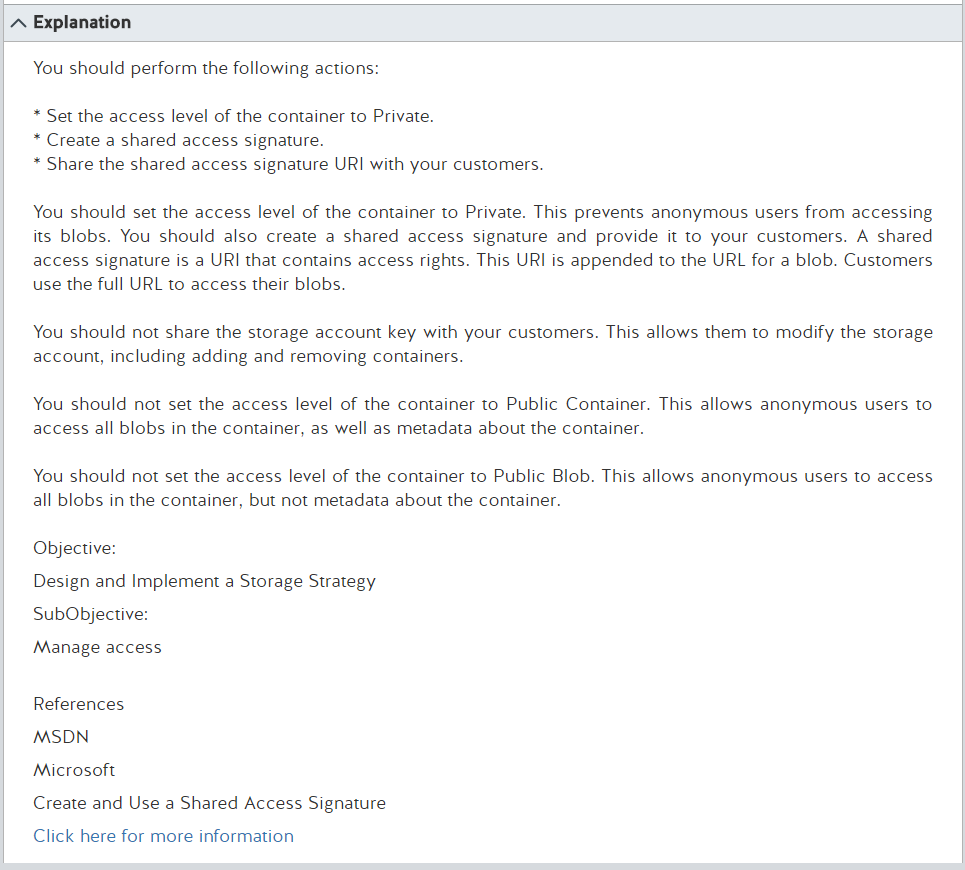 Explanation
You should perform the following actions:
* Set the access level of the container to Private.
* Create a shared access signature.
* Share the shared access signature URI with your customers.
You should set the access level of the container to Private. This prevents anonymous users from accessing
its blobs. You should also create a shared access signature and provide it to your customers. A shared
access signature is a URI that contains access rights. This URI is appended to the URL for a blob. Customers
use the full URL to access their blobs.
You should not share the storage account key with your customers. This allows them to modify the storage
account, including adding and removing containers.
You should not set the access level of the container to Public Container. This allows anonymous users to
access all blobs in the container, as well as metadata about the container.
You should not set the access level of the container to Public Blob. This allows anonymous users to access
all blobs in the container, but not metadata about the container.
Objective:
Design and Implement a Storage Strategy
SubObjective:
Manage access
References
MSDN
Microsoft
Create and Use a Shared Access Signature
Click here for more information